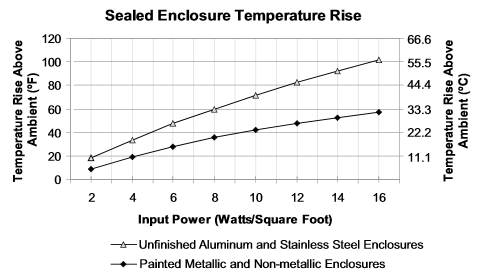 Sealed Enclosure Temperature Rise
Temperature Rise Above
Ambient (ºF)
120
100
80
60
40
20
0
66.6
55.5
44.4
33.3
22.2
11.1
Temperature Rise Above
Ambient (ºC)
2 4 6 8 10 12 14 16
Input Power (Watts/Square Foot)
Unfinished Aluminum and Stainless Steel Enclosures
Painted Metallic and Non-metallic Enclosures